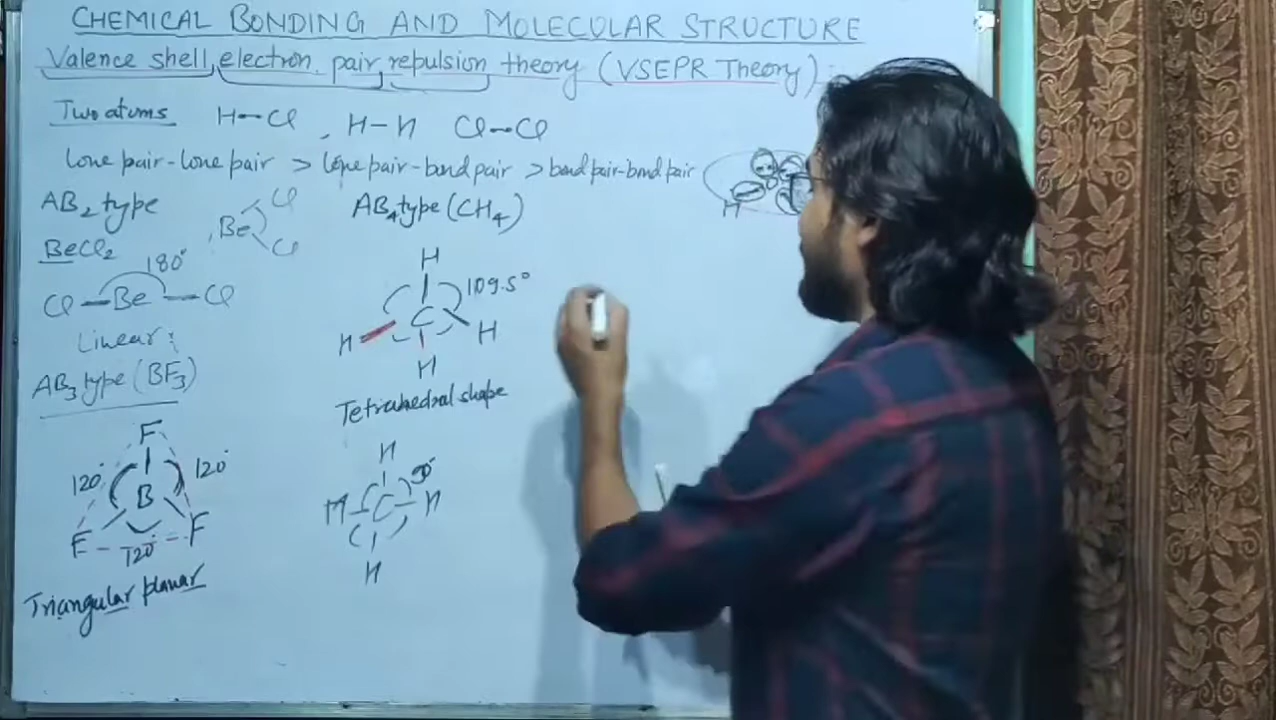 CHEMICAL BONDING AND MOLECULAR STRUCTURE
Valence shell, electron pair repulsion theory (VSEPR Theory)
Two atoms H-Cl , H-H Cl-Cl
Lone pair-lone pair > Lone pair-bond pair > bond pair-bond pair
H
AB2 type
BeCl2
Be Cl Cl
180°
Cl-Be-Cl
Linear
AB3 type (BF3)
F
120° 120°
B
F 120° F
Triangular planar
AB4 type (CH4)
H
109.5°
C
H H
H
Tetrahedral shape
H
90°
H-C-H
H